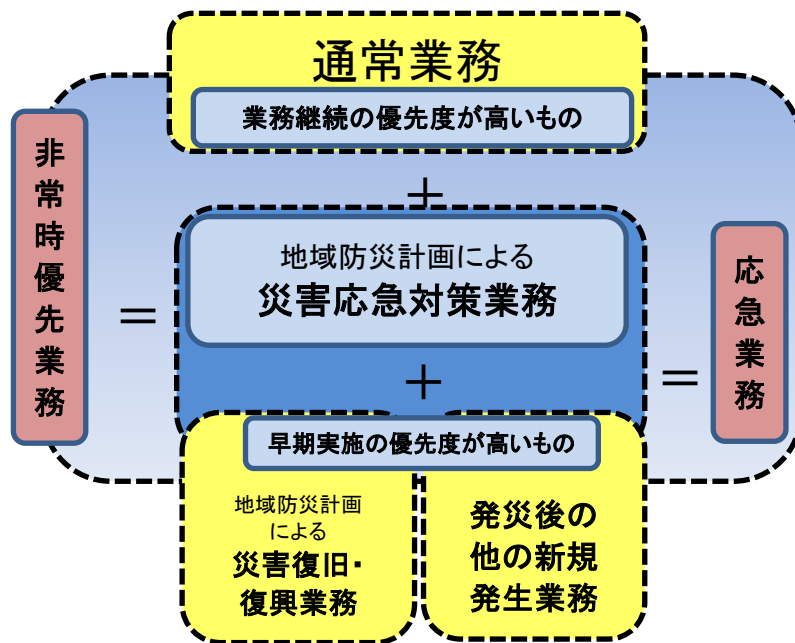 通常業務
業務継続の優先度が高いもの
+
非常時優先業務
=
地域防災計画による
災害応急対策業務
+
=
応急業務
早期実施の優先度が高いもの
地域防災計画
による
災害復旧・
復興業務
発災後の
他の新規
発生業務